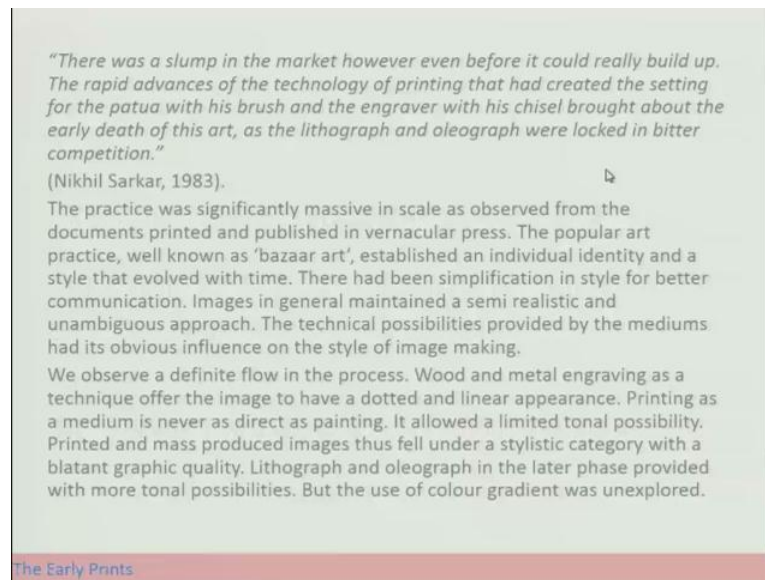 “There was a slump in the market however even before it could really build up.
The rapid advances of the technology of printing that had created the setting
for the patua with his brush and the engraver with his chisel brought about the
early death of this art, as the lithograph and oleograph were locked in bitter
competition.”
(Nikhil Sarkar, 1983).
The practice was significantly massive in scale as observed from the
documents printed and published in vernacular press. The popular art
practice, well known as ‘bazaar art’, established an individual identity and a
style that evolved with time. There had been simplification in style for better
communication. Images in general maintained a semi realistic and
unambiguous approach. The technical possibilities provided by the mediums
had its obvious influence on the style of image making.
We observe a definite flow in the process. Wood and metal engraving as a
technique offer the image to have a dotted and linear appearance. Printing as
a medium is never as direct as painting. It allowed a limited tonal possibility.
Printed and mass produced images thus fell under a stylistic category with a
blatant graphic quality. Lithograph and oleograph in the later phase provided
with more tonal possibilities. But the use of colour gradient was unexplored.
The Early Prints